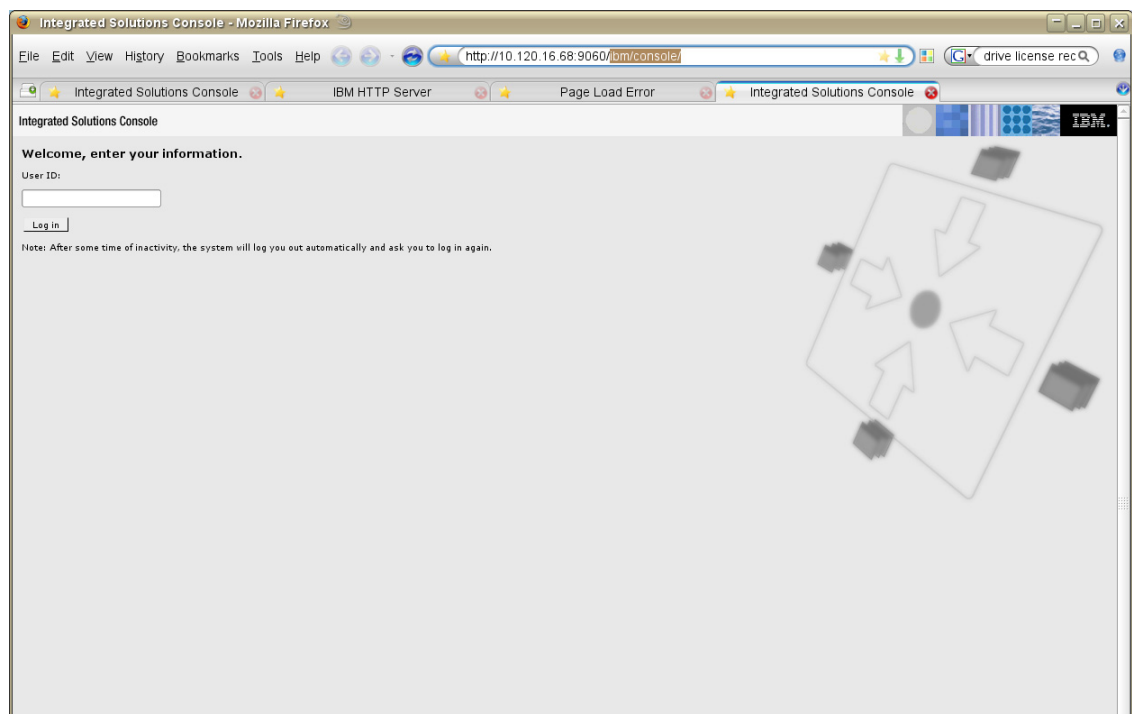 Integrated Solutions Console - Mozilla Firefox
File Edit View History Bookmarks Tools Help http://10.120.16.68:9060/ibm/console/ G drive license rec
Integrated Solutions Console IBM HTTP Server Page Load Error Integrated Solutions Console
Integrated Solutions Console IBM.
Welcome, enter your information.
User ID:
Log in
Note: After some time of inactivity, the system will log you out automatically and ask you to log in again.